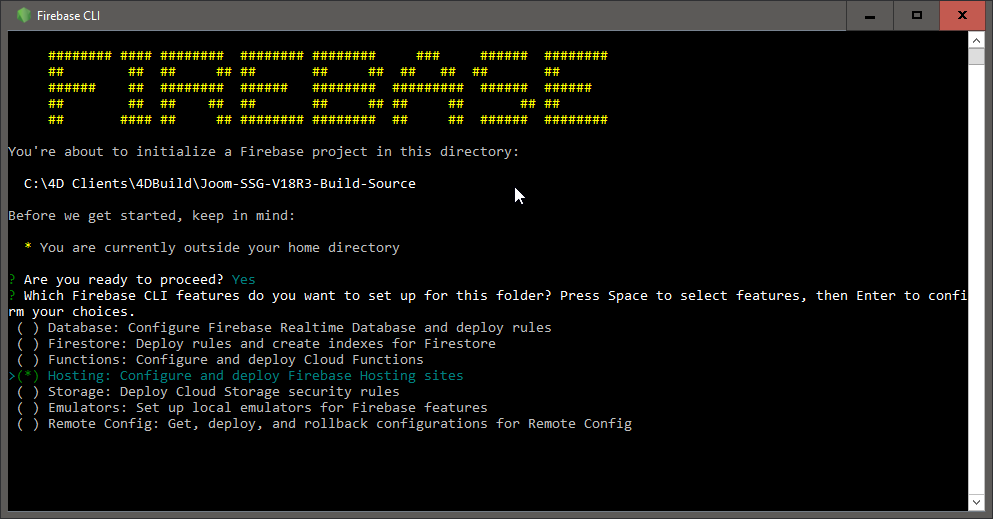 Firebase CLI
FIREBASE
You're about to initialize a Firebase project in this directory:
C:\4D Clients\4DBuild\Joom-SSG-V18R3-Build-Source
Before we get started, keep in mind:
* You are currently outside your home directory
? Are you ready to proceed? Yes
? Which Firebase CLI features do you want to set up for this folder? Press Space to select features, then Enter to confi
rm your choices.
( ) Database: Configure Firebase Realtime Database and deploy rules
( ) Firestore: Deploy rules and create indexes for Firestore
( ) Functions: Configure and deploy Cloud Functions
>(*) Hosting: Configure and deploy Firebase Hosting sites
( ) Storage: Deploy Cloud Storage security rules
( ) Emulators: Set up local emulators for Firebase features
( ) Remote Config: Get, deploy, and rollback configurations for Remote Config